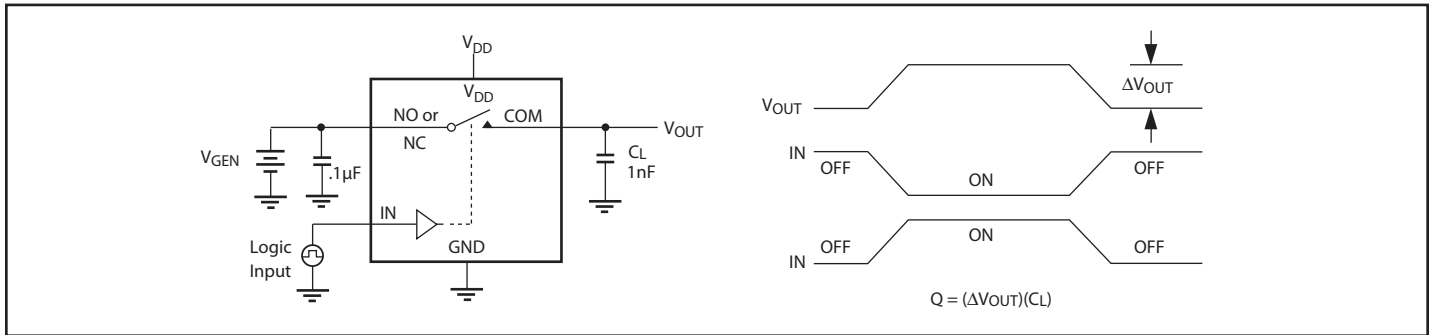 VDD
VDD
NO or
NC
COM
VOUT
VGEN
.1µF
CL
1nF
IN
Logic
Input
GND
VOUT
ΔVOUT
IN
OFF
ON
OFF
IN
OFF
ON
OFF
Q = (ΔVOUT)(CL)